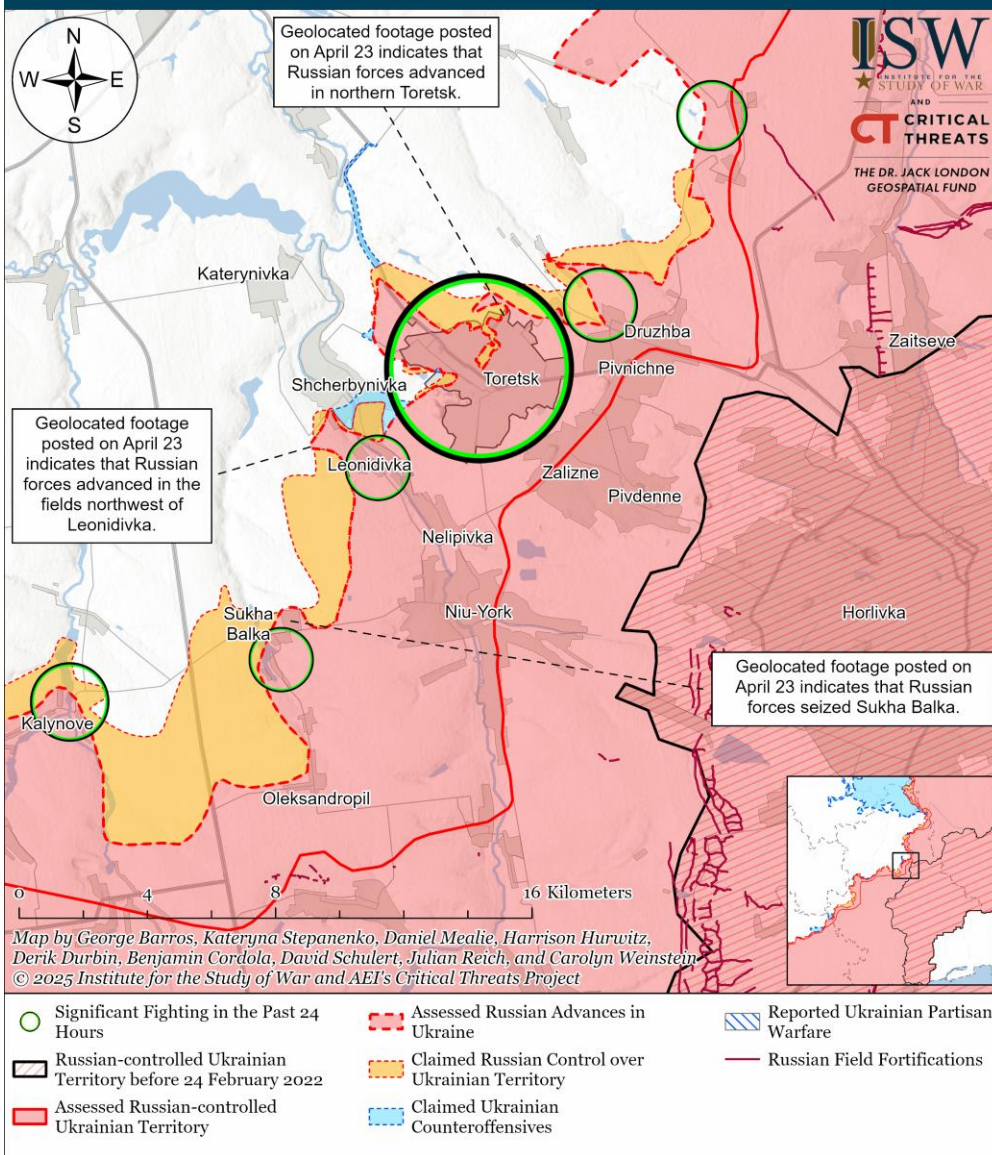 N
W E
S
Geolocated footage posted
on April 23 indicates that
Russian forces advanced
in northern Toretsk.
ISW
INSTITUTE FOR THE
STUDY OF WAR
AND
CT CRITICAL
THREATS
THE DR. JACK LONDON
GEOSPATIAL FUND
Katerynivka
Druzhba
Zaitseve
Pivnichne
Shcherbynivka
Toretsk
Geolocated footage
posted on April 23
indicates that Russian
forces advanced in the
fields northwest of
Leonidivka.
Leonidivka
Zalizne
Pivdenne
Nelipivka
Niu-York
Horlivka
Sukha
Balka
Geolocated footage posted on
April 23 indicates that Russian
forces seized Sukha Balka.
Kalynove
Oleksandropil
0 4 8 16 Kilometers
Map by George Barros, Kateryna Stepanenko, Daniel Mealie, Harrison Hurwitz,
Derik Durbin, Benjamin Cordola, David Schulert, Julian Reich, and Carolyn Weinstein
© 2025 Institute for the Study of War and AEI's Critical Threats Project
Significant Fighting in the Past 24
Hours
Russian-controlled Ukrainian
Territory before 24 February 2022
Assessed Russian-controlled
Ukrainian Territory
Assessed Russian Advances in
Ukraine
Claimed Russian Control over
Ukrainian Territory
Claimed Ukrainian
Counteroffensives
Reported Ukrainian Partisan
Warfare
Russian Field Fortifications